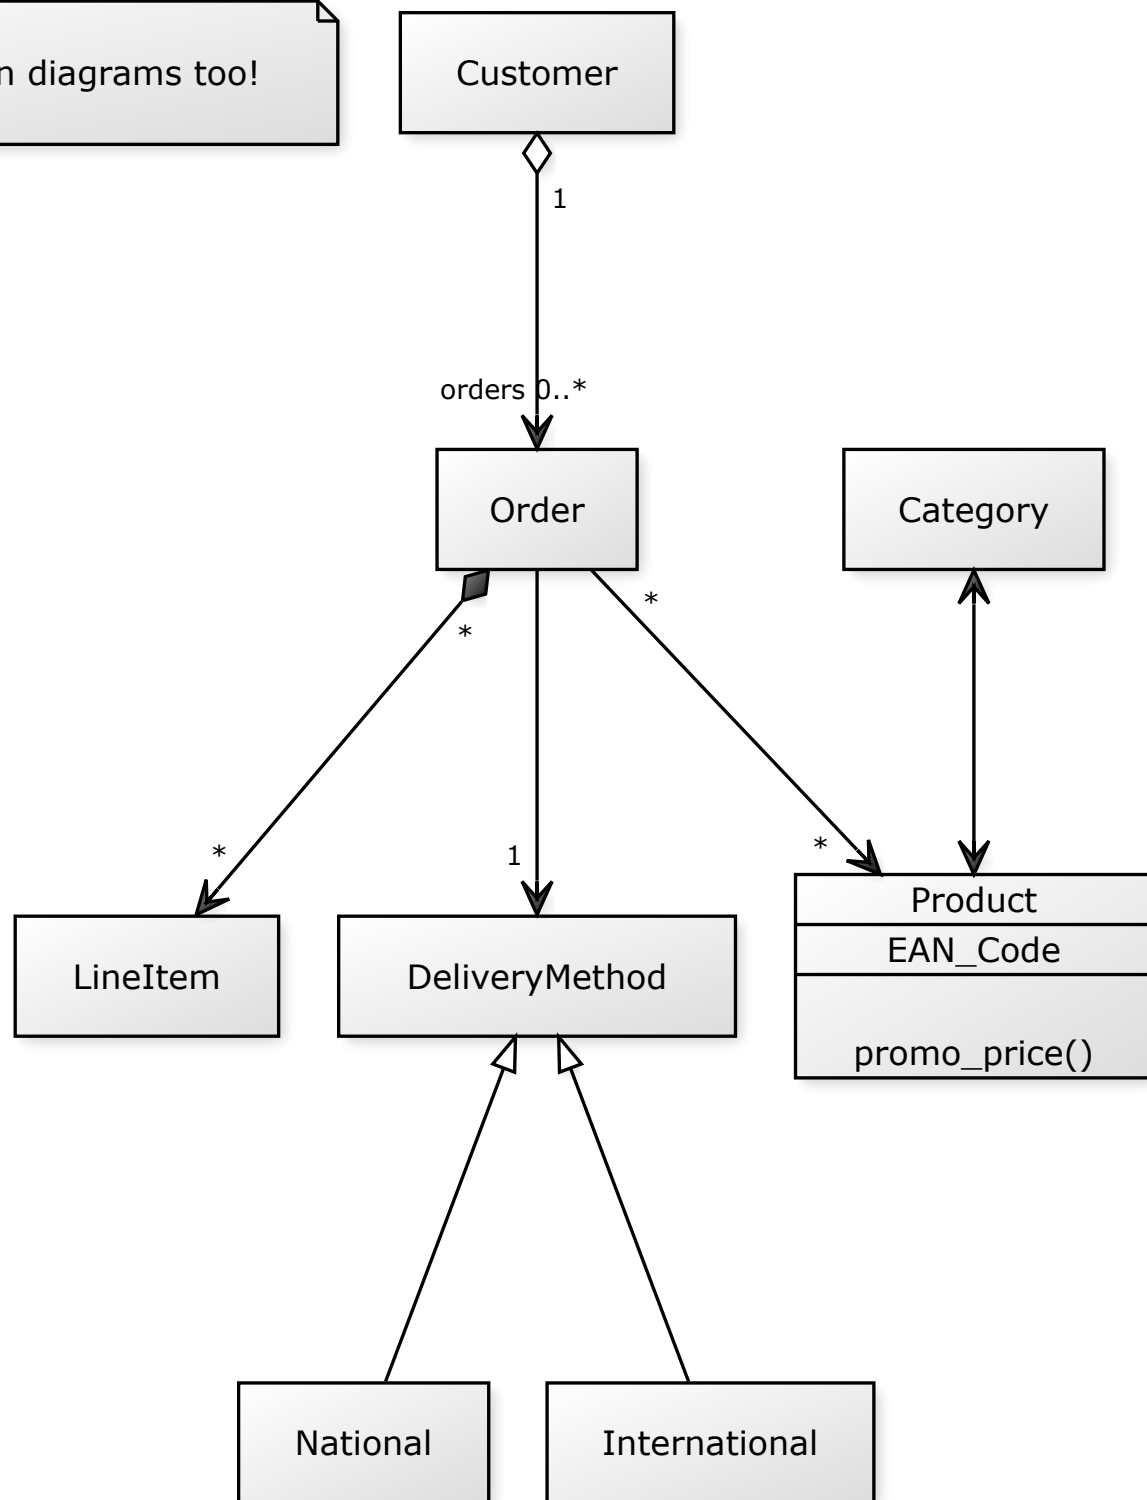 diagrams too!
Customer
1
orders 0..*
Order
Category
*
*
*
1
*
LineItem
DeliveryMethod
Product
EAN_Code
promo_price()
National
International